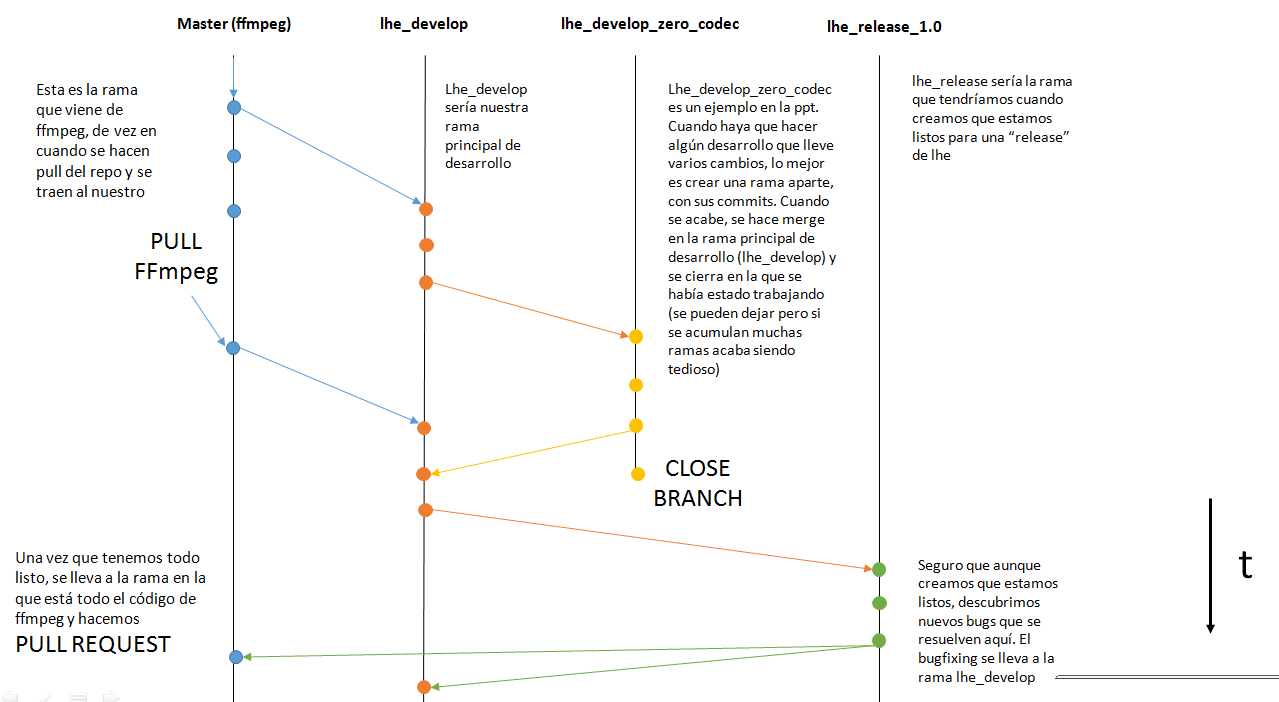 Master (ffmpeg)
lhe_develop
lhe_develop_zero_codec
lhe_release_1.0
Esta es la rama
que viene de
ffmpeg, de vez en
cuando se hacen
pull del repo y se
traen al nuestro
Lhe_develop
sería nuestra
rama
principal de
desarrollo
Lhe_develop_zero_codec
es un ejemplo en la ppt.
Cuando haya que hacer
algún desarrollo que lleve
varios cambios, lo mejor
es crear una rama aparte,
con sus commits. Cuando
se acabe, se hace merge
en la rama principal de
desarrollo (lhe_develop) y
se cierra en la que se
había estado trabajando
(se pueden dejar pero si
se acumulan muchas
ramas acaba siendo
tedioso)
lhe_release sería la rama
que tendríamos cuando
creamos que estamos
listos para una “release”
de lhe
PULL
FFmpeg
CLOSE
BRANCH
t
Una vez que tenemos todo
listo, se lleva a la rama en la
que está todo el código de
ffmpeg y hacemos
PULL REQUEST
Seguro que aunque
creamos que estamos
listos, descubrimos
nuevos bugs que se
resuelven aquí. El
bugfixing se lleva a la
rama lhe_develop